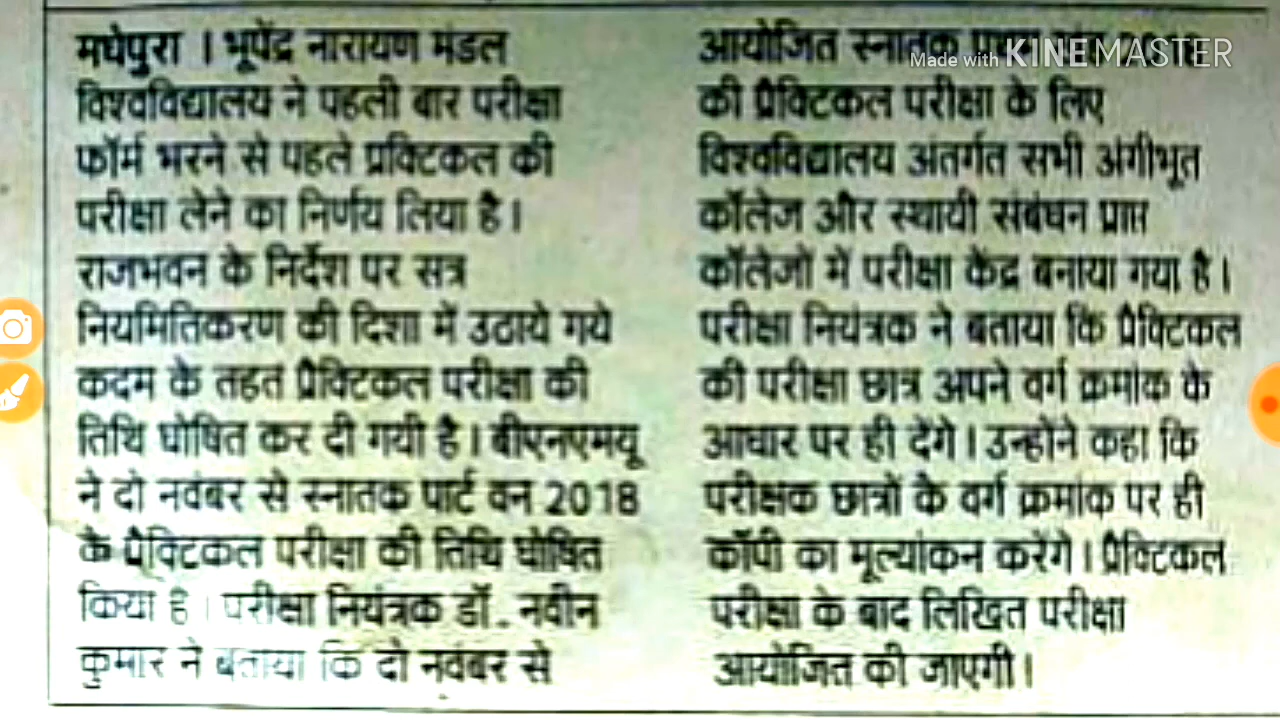 मधेपुरा । भूपेंद्र नारायण मंडल
विश्वविद्यालय ने पहली बार परीक्षा
फॉर्म भरने से पहले प्रक्टिकल की
परीक्षा लेने का निर्णय लिया है।
राजभवन के निर्देश पर सत्र
नियमितिकरण की दिशा में उठाये गये
कदम के तहत प्रैक्टिकल परीक्षा की
तिथि घोषित कर दी गयी है। बीएनएमयू
ने दो नवंबर से स्नातक पार्ट वन 2018
के प्रैक्टिकल परीक्षा की तिथि घोषित
किया है । परीक्षा नियंत्रक डॉ. नवीन
कुमार ने बताया कि दो नवंबर से
आयोजित स्नातक
Made with KINEMASTER
की प्रैक्टिकल परीक्षा के लिए
विश्वविद्यालय अंतर्गत सभी अंगीभूत
कॉलेज और स्थायी संबंधन प्राप्त
कॉलेजों में परीक्षा केंद्र बनाया गया है।
परीक्षा नियंत्रक ने बताया कि प्रैक्टिकल
की परीक्षा छात्र अपने वर्ग क्रमांक के
आधार पर ही देंगे। उन्होंने कहा कि
परीक्षक छात्रों के वर्ग क्रमांक पर ही
कॉपी का मूल्यांकन करेंगे। प्रैक्टिकल
परीक्षा के बाद लिखित परीक्षा
आयोजित की जाएगी।